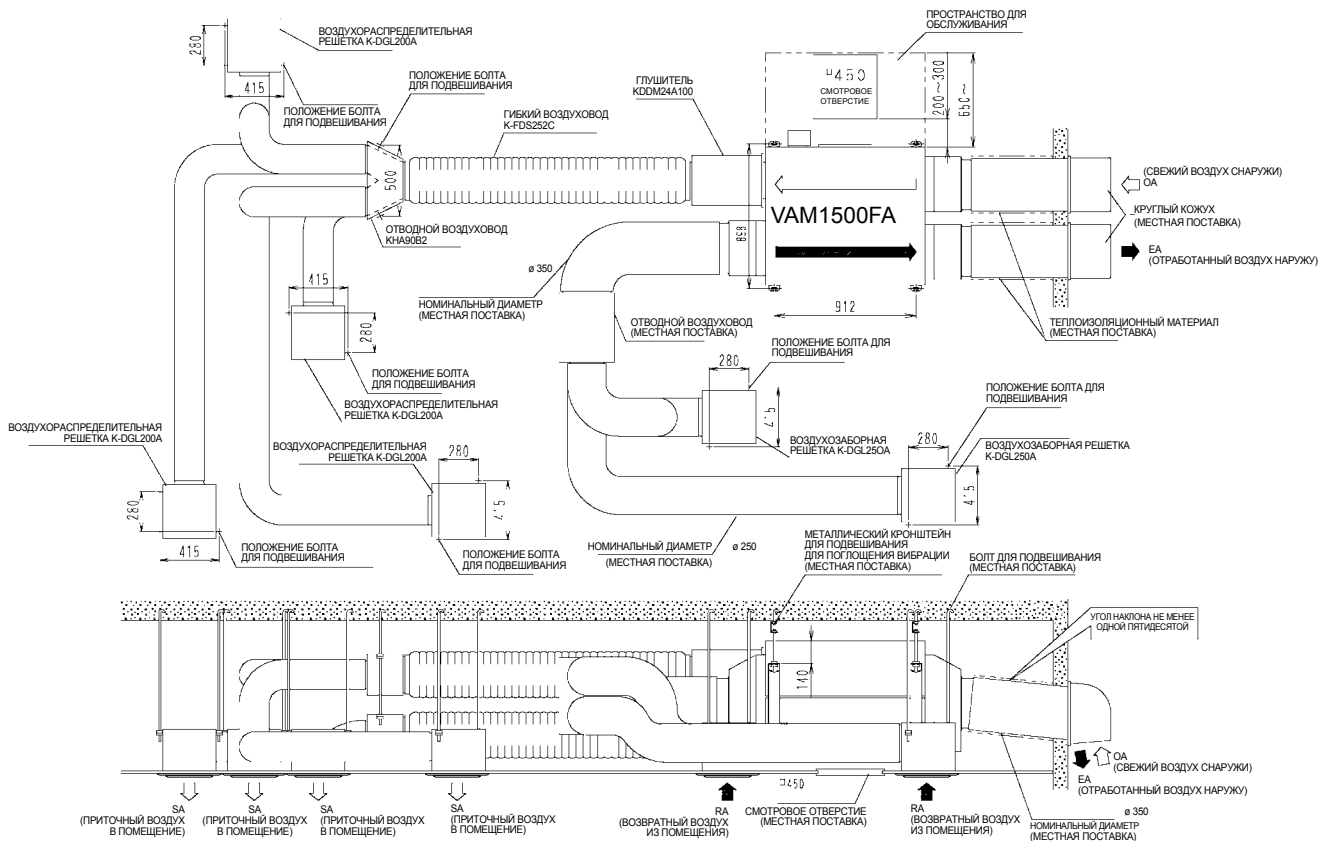 280
415
ВОЗДУХОРАСПРЕДЕЛИТЕЛЬНАЯ
РЕШЕТКА K-DGL200A
ПОЛОЖЕНИЕ БОЛТА
ДЛЯ ПОДВЕШИВАНИЯ
ПОЛОЖЕНИЕ БОЛТА
ДЛЯ ПОДВЕШИВАНИЯ
ГИБКИЙ ВОЗДУХОВОД
K-FDS252C
ГЛУШИТЕЛЬ
KDDM24A100
ПРОСТРАНСТВО ДЛЯ
ОБСЛУЖИВАНИЯ
□450
СМОТРОВОЕ
ОТВЕРСТИЕ
200~300
650~
500
ОТВОДНОЙ ВОЗДУХОВОД
KHA90B2
VAM1500FA
868
912
(СВЕЖИЙ ВОЗДУХ СНАРУЖИ)
OA
КРУГЛЫЙ КОЖУХ
(МЕСТНАЯ ПОСТАВКА)
EA
(ОТРАБОТАННЫЙ ВОЗДУХ НАРУЖУ)
ТЕПЛОИЗОЛЯЦИОННЫЙ МАТЕРИАЛ
(МЕСТНАЯ ПОСТАВКА)
ø 350
НОМИНАЛЬНЫЙ ДИАМЕТР
(МЕСТНАЯ ПОСТАВКА)
ОТВОДНОЙ ВОЗДУХОВОД
(МЕСТНАЯ ПОСТАВКА)
415
280
ПОЛОЖЕНИЕ БОЛТА
ДЛЯ ПОДВЕШИВАНИЯ
ВОЗДУХОРАСПРЕДЕЛИТЕЛЬНАЯ
РЕШЕТКА K-DGL200A
ПОЛОЖЕНИЕ БОЛТА ДЛЯ
ПОДВЕШИВАНИЯ
280
415
ВОЗДУХОЗАБОРНАЯ
РЕШЕТКА K-DGL25OA
ПОЛОЖЕНИЕ БОЛТА ДЛЯ
ПОДВЕШИВАНИЯ
280
415
ВОЗДУХОЗАБОРНАЯ РЕШЕТКА
K-DGL250A
ВОЗДУХОРАСПРЕДЕЛИТЕЛЬНАЯ
РЕШЕТКА K-DGL200A
280
415
ПОЛОЖЕНИЕ БОЛТА
ДЛЯ ПОДВЕШИВАНИЯ
ВОЗДУХОРАСПРЕДЕЛИТЕЛЬНАЯ
РЕШЕТКА K-DGL200A
280
415
ПОЛОЖЕНИЕ БОЛТА
ДЛЯ ПОДВЕШИВАНИЯ
НОМИНАЛЬНЫЙ ДИАМЕТР ø 250
(МЕСТНАЯ ПОСТАВКА)
МЕТАЛЛИЧЕСКИЙ КРОНШТЕЙН
ДЛЯ ПОДВЕШИВАНИЯ
ДЛЯ ПОГЛОЩЕНИЯ ВИБРАЦИИ
(МЕСТНАЯ ПОСТАВКА)
БОЛТ ДЛЯ ПОДВЕШИВАНИЯ
(МЕСТНАЯ ПОСТАВКА)
УГОЛ НАКЛОНА НЕ МЕНЕЕ
ОДНОЙ ПЯТИДЕСЯТОЙ
140
SA
(ПРИТОЧНЫЙ ВОЗДУХ
В ПОМЕЩЕНИЕ)
SA
(ПРИТОЧНЫЙ ВОЗДУХ
В ПОМЕЩЕНИЕ)
SA
(ПРИТОЧНЫЙ ВОЗДУХ
В ПОМЕЩЕНИЕ)
SA
(ПРИТОЧНЫЙ ВОЗДУХ
В ПОМЕЩЕНИЕ)
RA
(ВОЗВРАТНЫЙ ВОЗДУХ
ИЗ ПОМЕЩЕНИЯ)
□450
СМОТРОВОЕ ОТВЕРСТИЕ
(МЕСТНАЯ ПОСТАВКА)
RA
(ВОЗВРАТНЫЙ ВОЗДУХ
ИЗ ПОМЕЩЕНИЯ)
OA
(СВЕЖИЙ ВОЗДУХ СНАРУЖИ)
EA
(ОТРАБОТАННЫЙ ВОЗДУХ НАРУЖУ)
ø 350
НОМИНАЛЬНЫЙ ДИАМЕТР
(МЕСТНАЯ ПОСТАВКА)